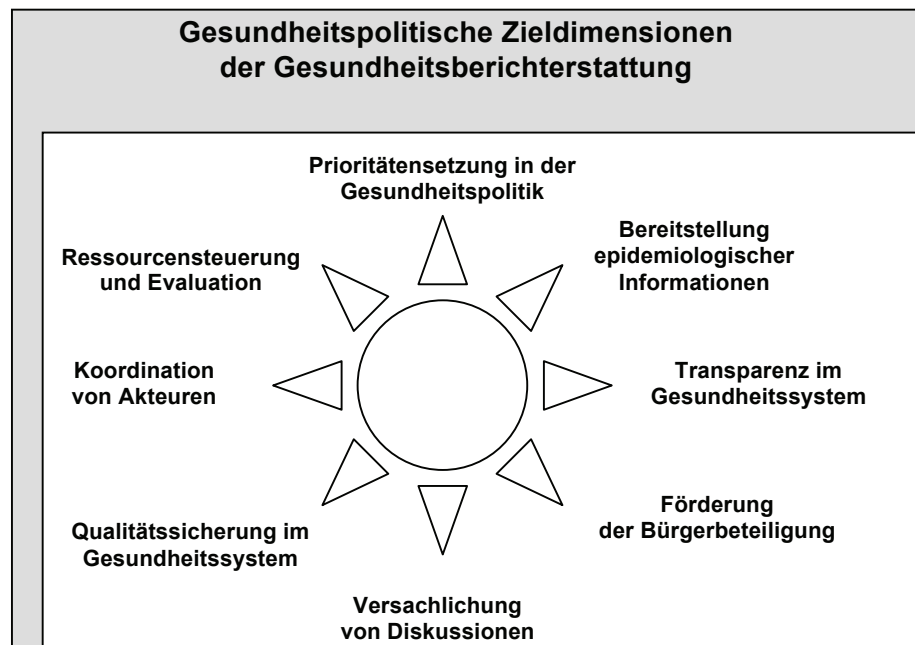 Gesundheitspolitische Zieldimensionen
der Gesundheitsberichterstattung
Prioritätensetzung in der
Gesundheitspolitik
Bereitstellung
epidemiologischer
Informationen
Ressourcensteuerung
und Evaluation
Koordination
von Akteuren
Transparenz im
Gesundheitssystem
Qualitätssicherung im
Gesundheitssystem
Förderung
der Bürgerbeteiligung
Versachlichung
von Diskussionen